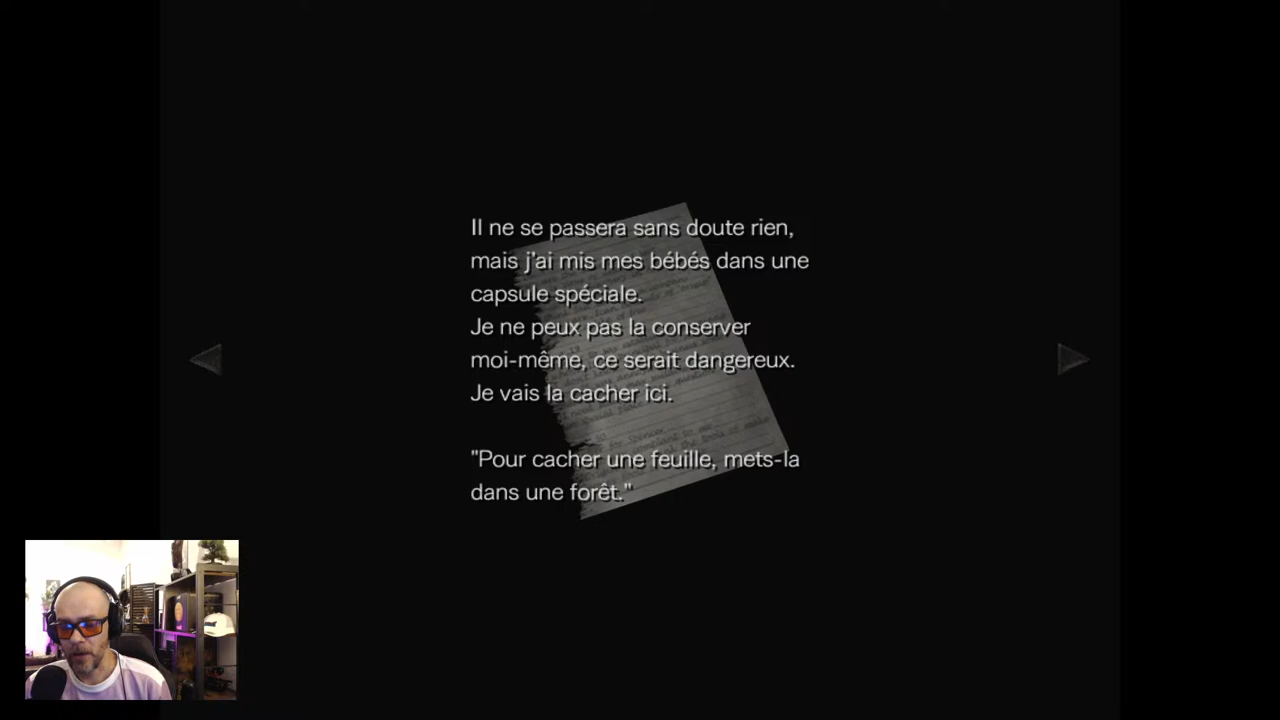 Il ne se passera sans doute rien,
mais j'ai mis mes bébés dans une
capsule spéciale.
Je ne peux pas la conserver
moi-même, ce serait dangereux.
Je vais la cacher ici.
"Pour cacher une feuille, mets-la
dans une forêt."